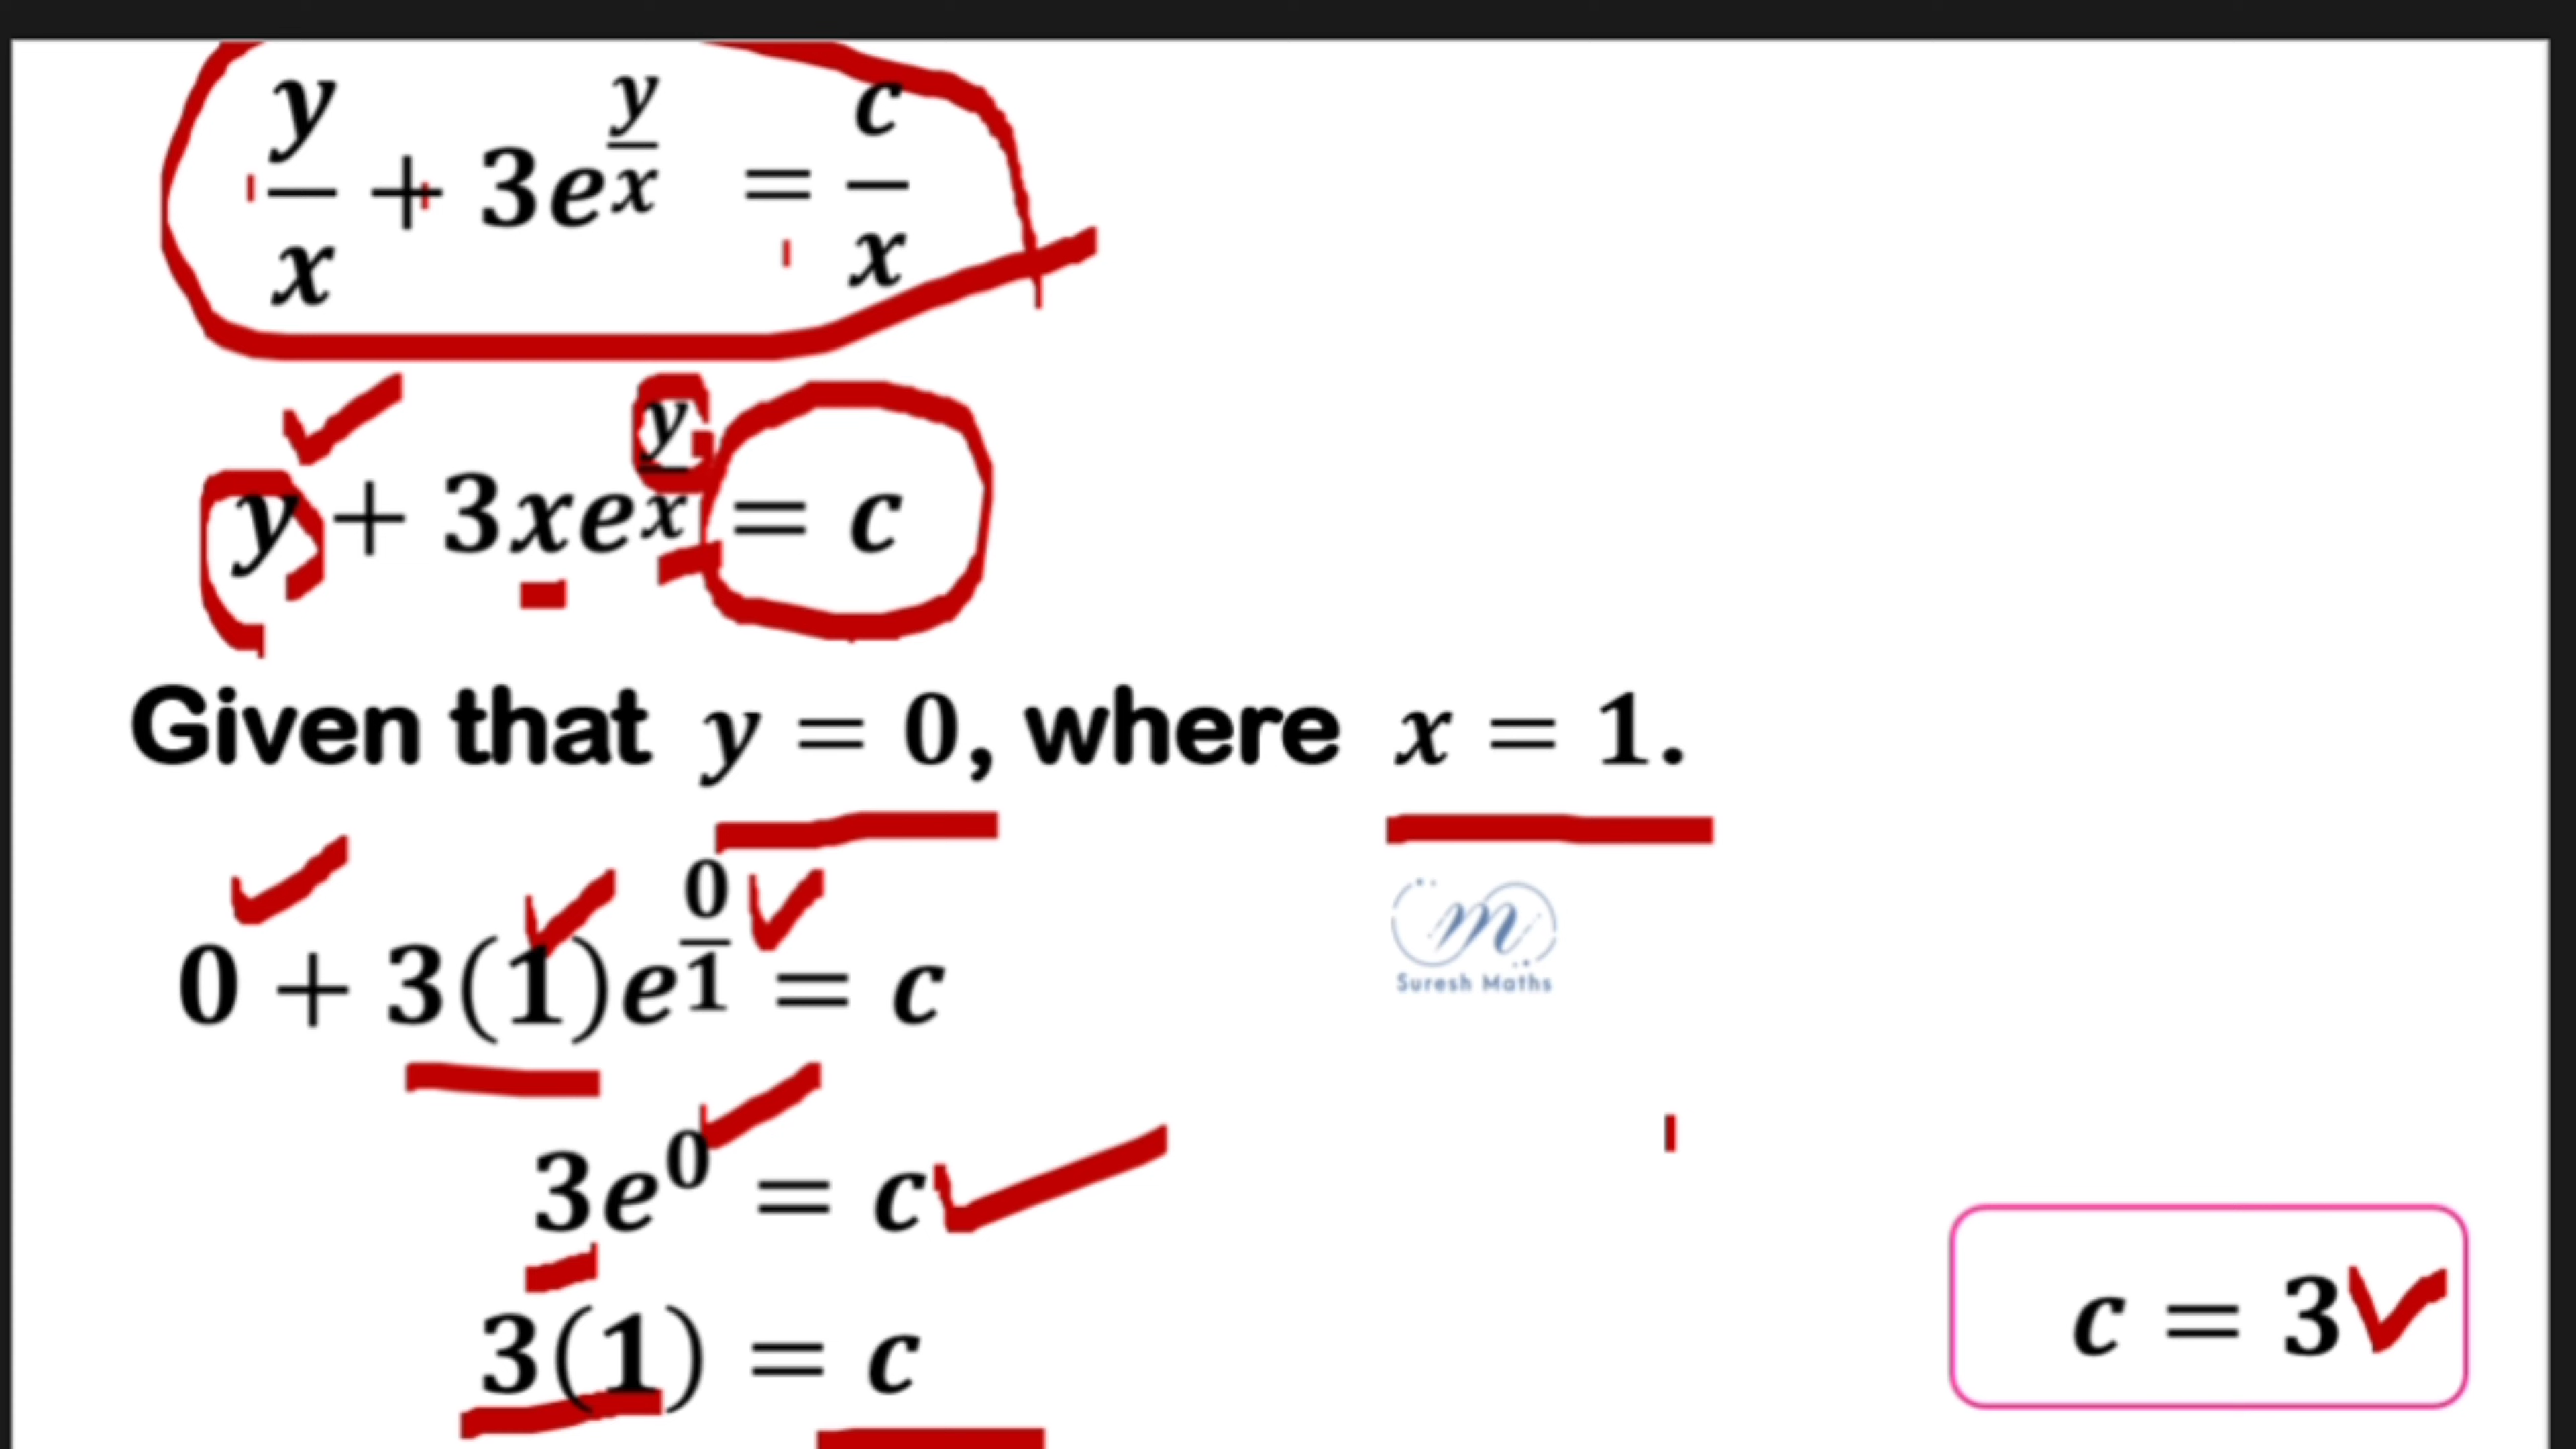 y/x + 3e^(y/x) = c/x
y + 3xe^(y/x) = c
Given that y = 0, where x = 1.
0 + 3(1)e^(0/1) = c
m
Suresh Maths
3e^0 = c
3(1) = c
c = 3